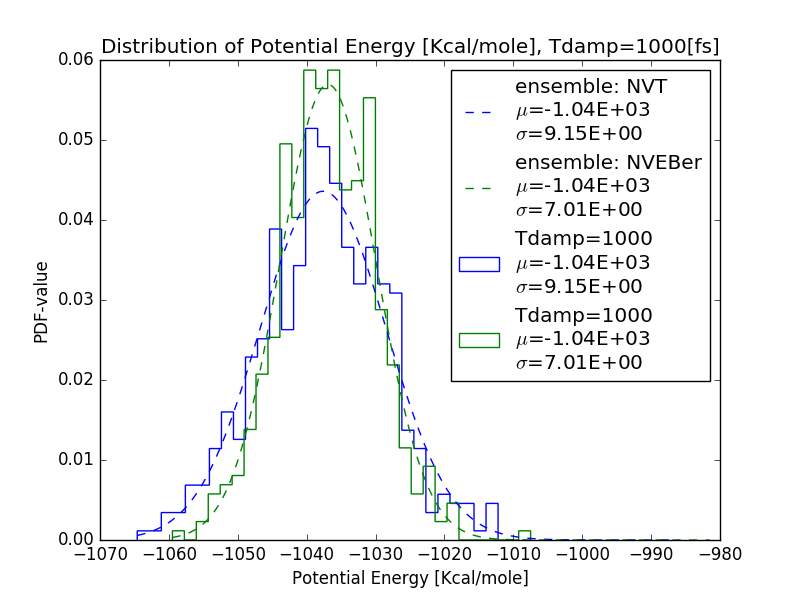 Distribution of Potential Energy [Kcal/mole], Tdamp=1000[fs]
0.06
0.05
0.04
0.03
0.02
0.01
0.00
PDF-value
ensemble: NVT
μ=-1.04E+03
σ=9.15E+00
ensemble: NVEBer
μ=-1.04E+03
σ=7.01E+00
Tdamp=1000
μ=-1.04E+03
σ=9.15E+00
Tdamp=1000
μ=-1.04E+03
σ=7.01E+00
−1070 −1060 −1050 −1040 −1030 −1020 −1010 −1000 −990 −980
Potential Energy [Kcal/mole]